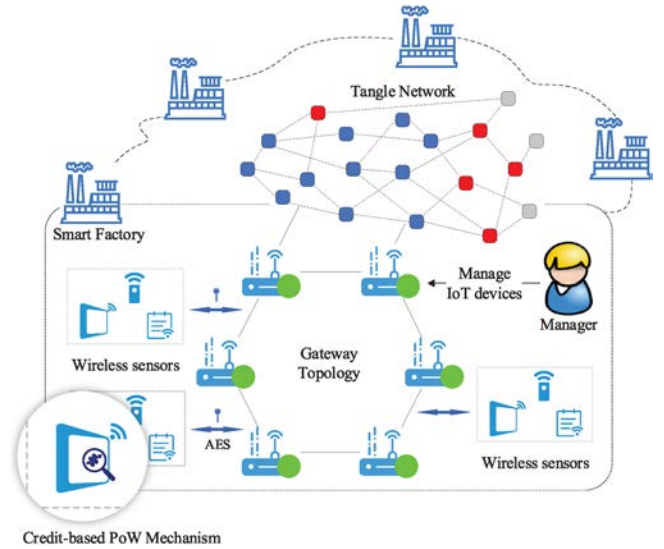 Tangle Network
Smart Factory
Manage
IoT devices
Manager
Wireless sensors
Gateway
Topology
AES
Wireless sensors
Credit-based PoW Mechanism